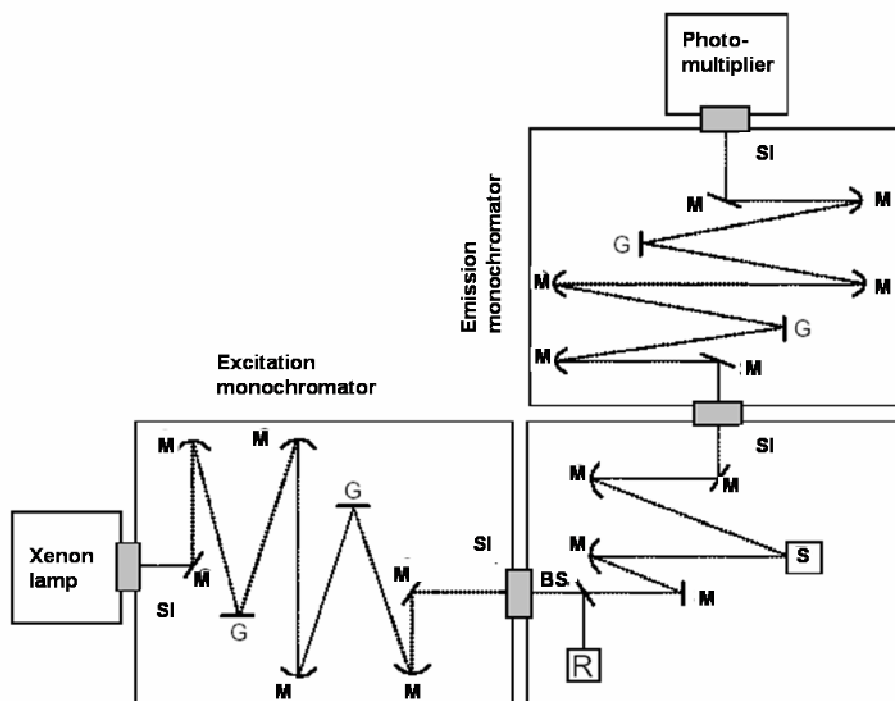 Photo-
multiplier
SI
M
M
G
Emission
monochromator
M
M
G
M
M
Excitation
monochromator
M
M
SI
M
M
G
M
S
SI
M
M
BS
Xenon
lamp
M
M
SI
G
R
M
M